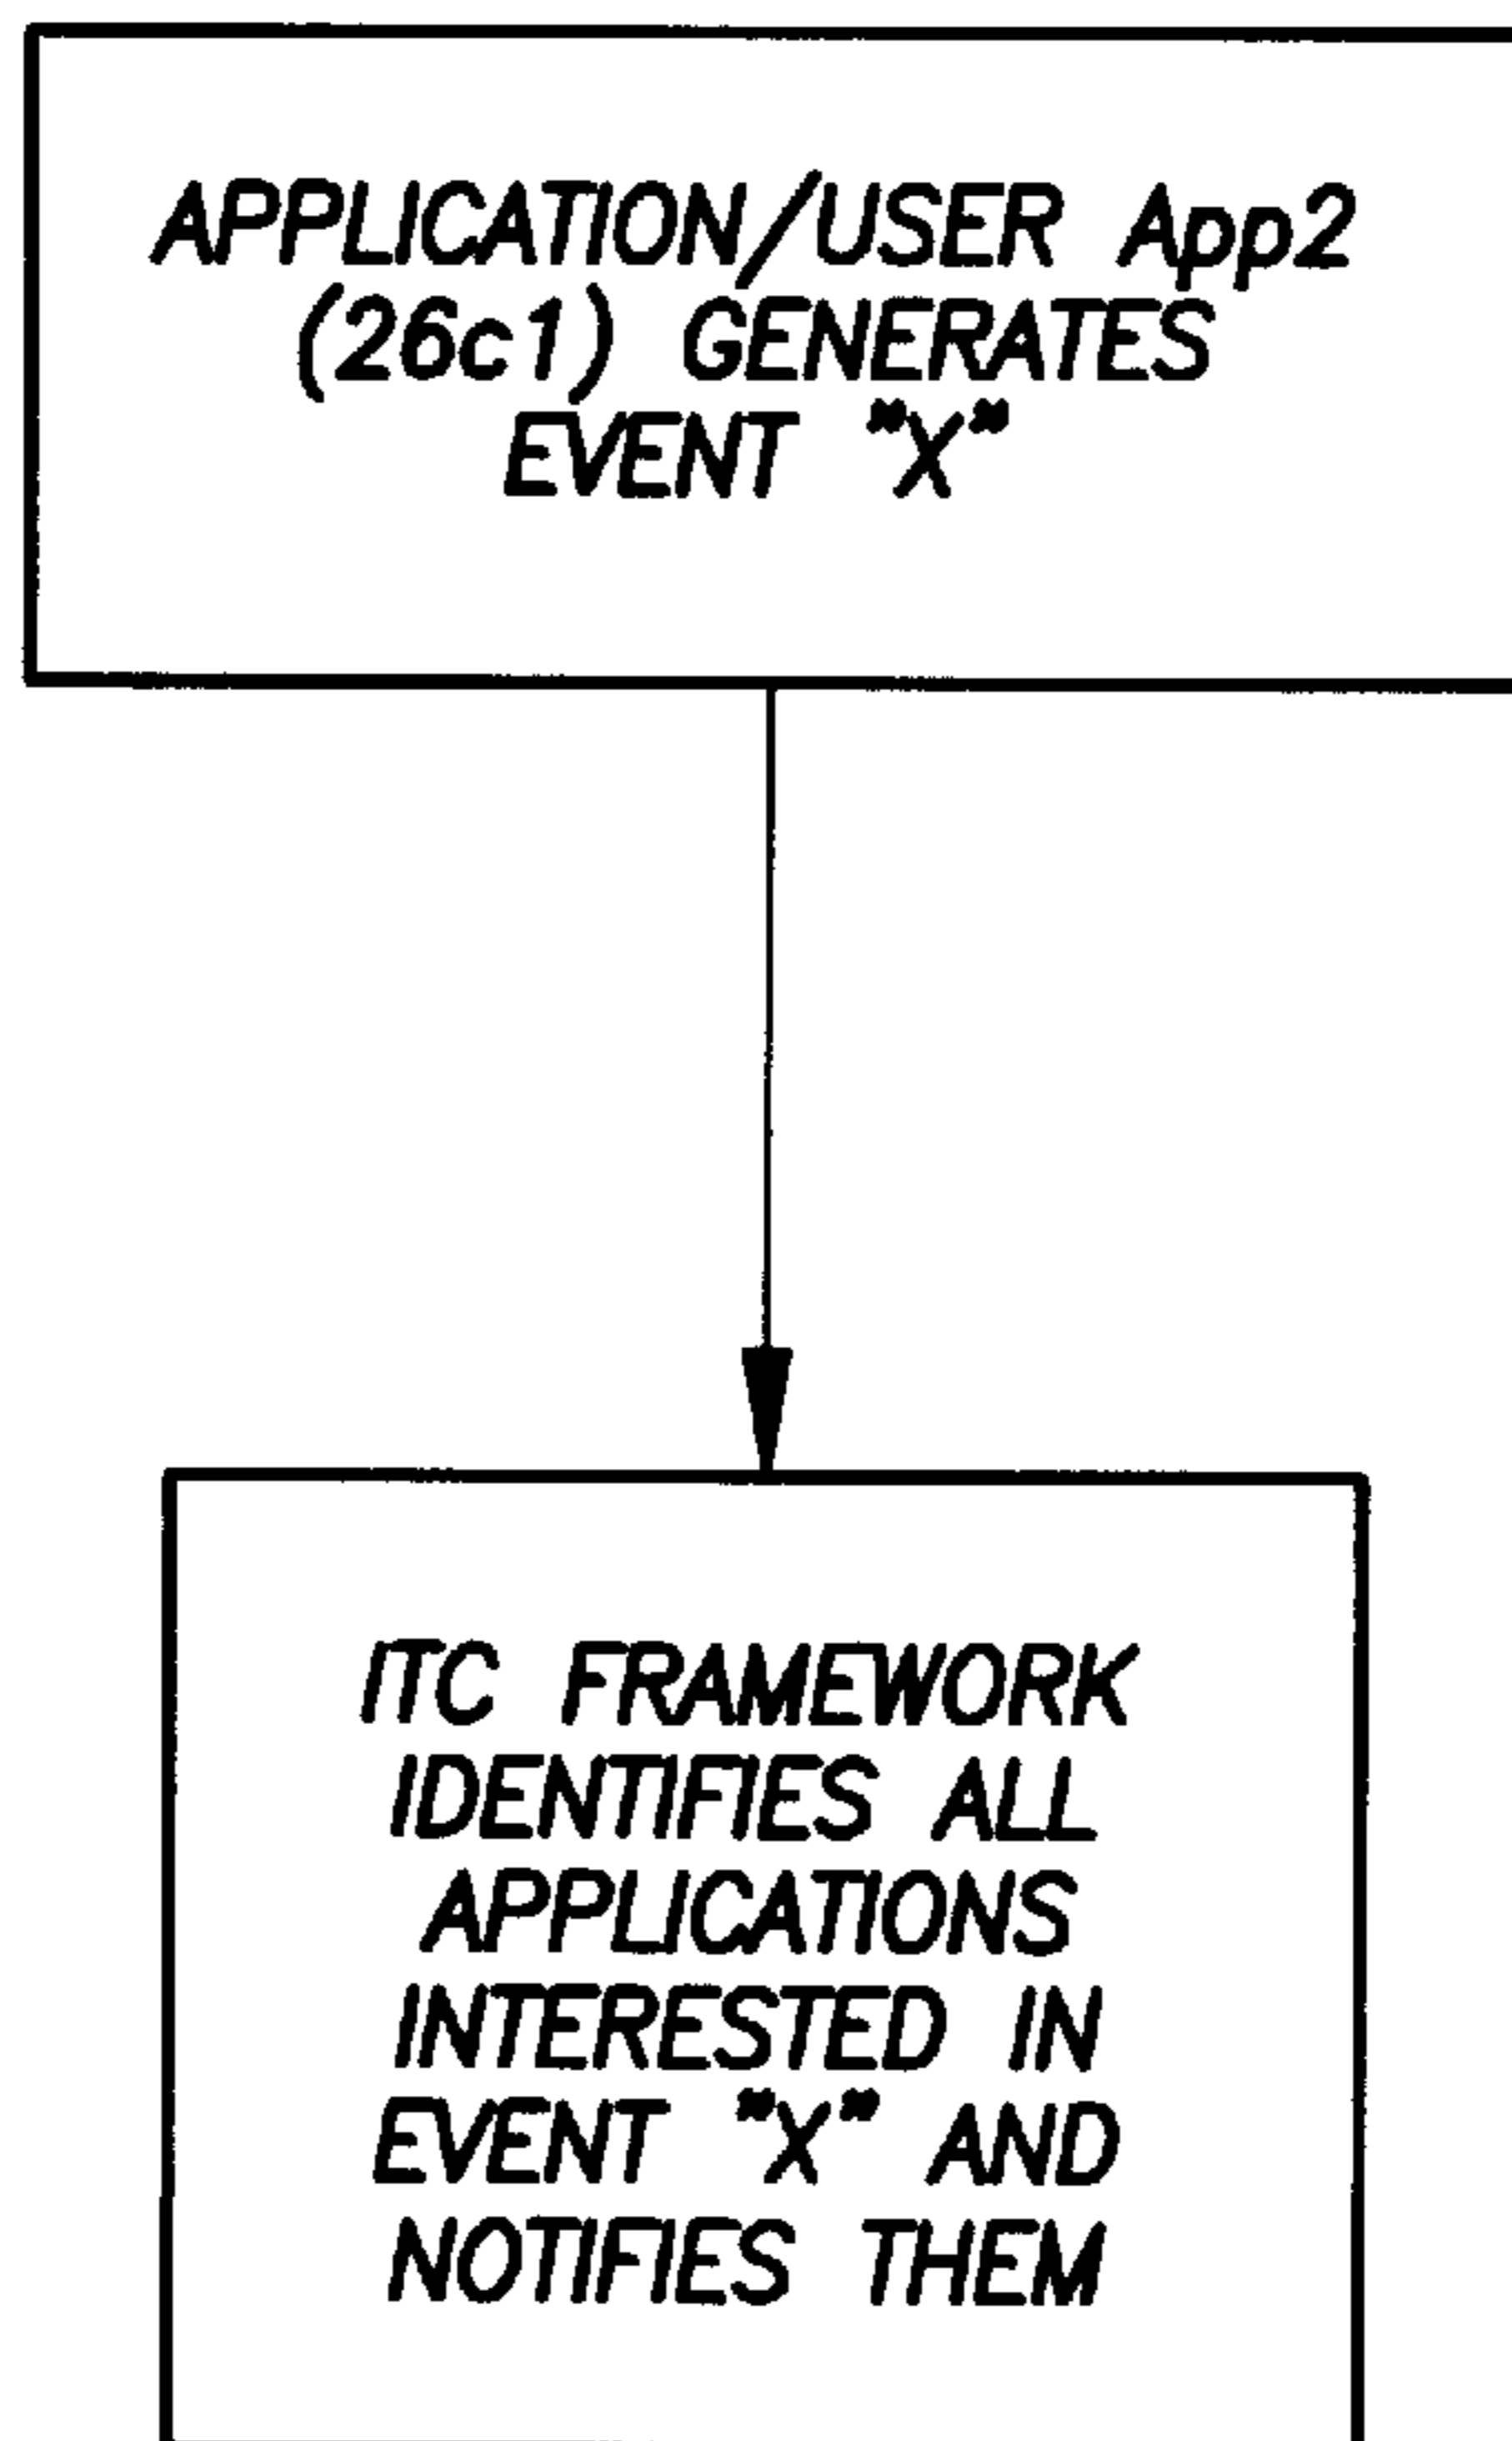 APPLICATION/USER App2
(26c1) GENERATES
EVENT "X"
ITC FRAMEWORK
IDENTIFIES ALL
APPLICATIONS
INTERESTED IN
EVENT "X" AND
NOTIFIES THEM